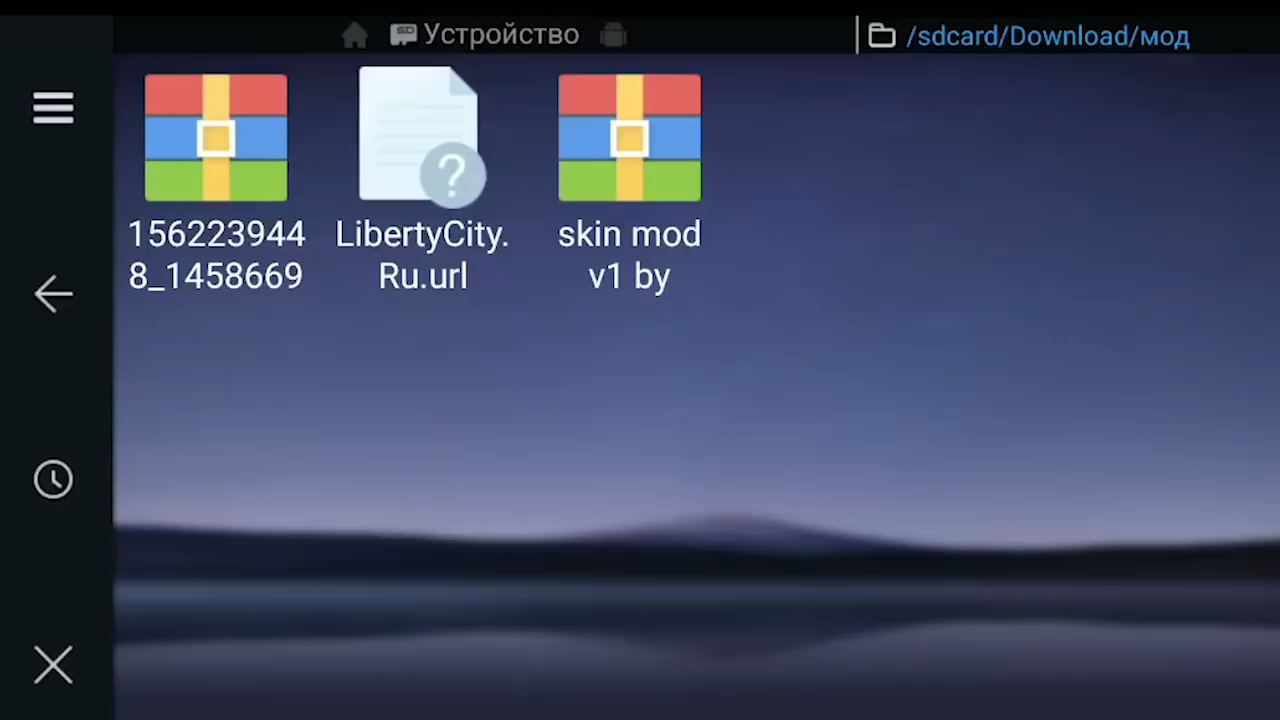 Устройство
/sdcard/Download/мод
156223944
8_1458669
LibertyCity.
Ru.url
skin mod
v1 by